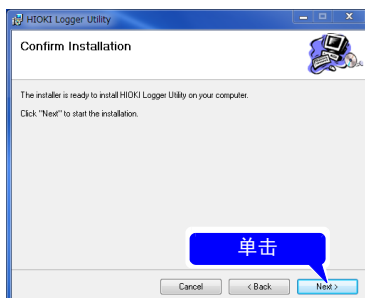 HIOKI Logger Utility
Confirm Installation
The installer is ready to install HIOKI Logger Utility on your computer.
Click "Next" to start the installation.
单击
Cancel
< Back
Next >